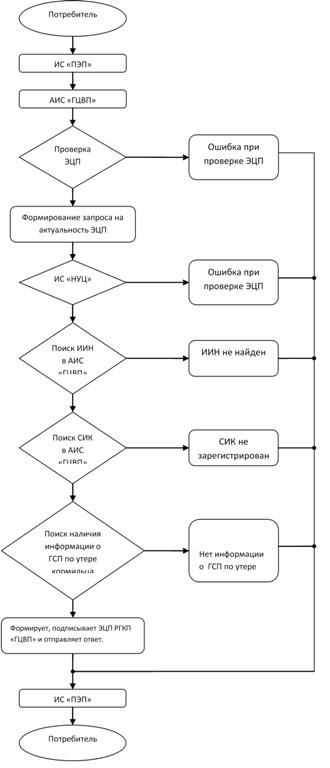 Потребитель
ИС «ПЭП»
АИС «ГЦВП»
Проверка
ЭЦП
Ошибка при
проверке ЭЦП
Формирование запроса на
актуальность ЭЦП
ИС «НУЦ»
Ошибка при
проверке ЭЦП
Поиск ИИН
в АИС
«ГЦВП»
ИИН не найден
Поиск СИК
в АИС
«ГЦВП»
СИК не
зарегистрирован
Поиск наличия
информации о
ГСП по утере
кормильца
Нет информации
о ГСП по утере
Формирует, подписывает ЭЦП РГКП
«ГЦВП» и отправляет ответ.
ИС «ПЭП»
Потребитель